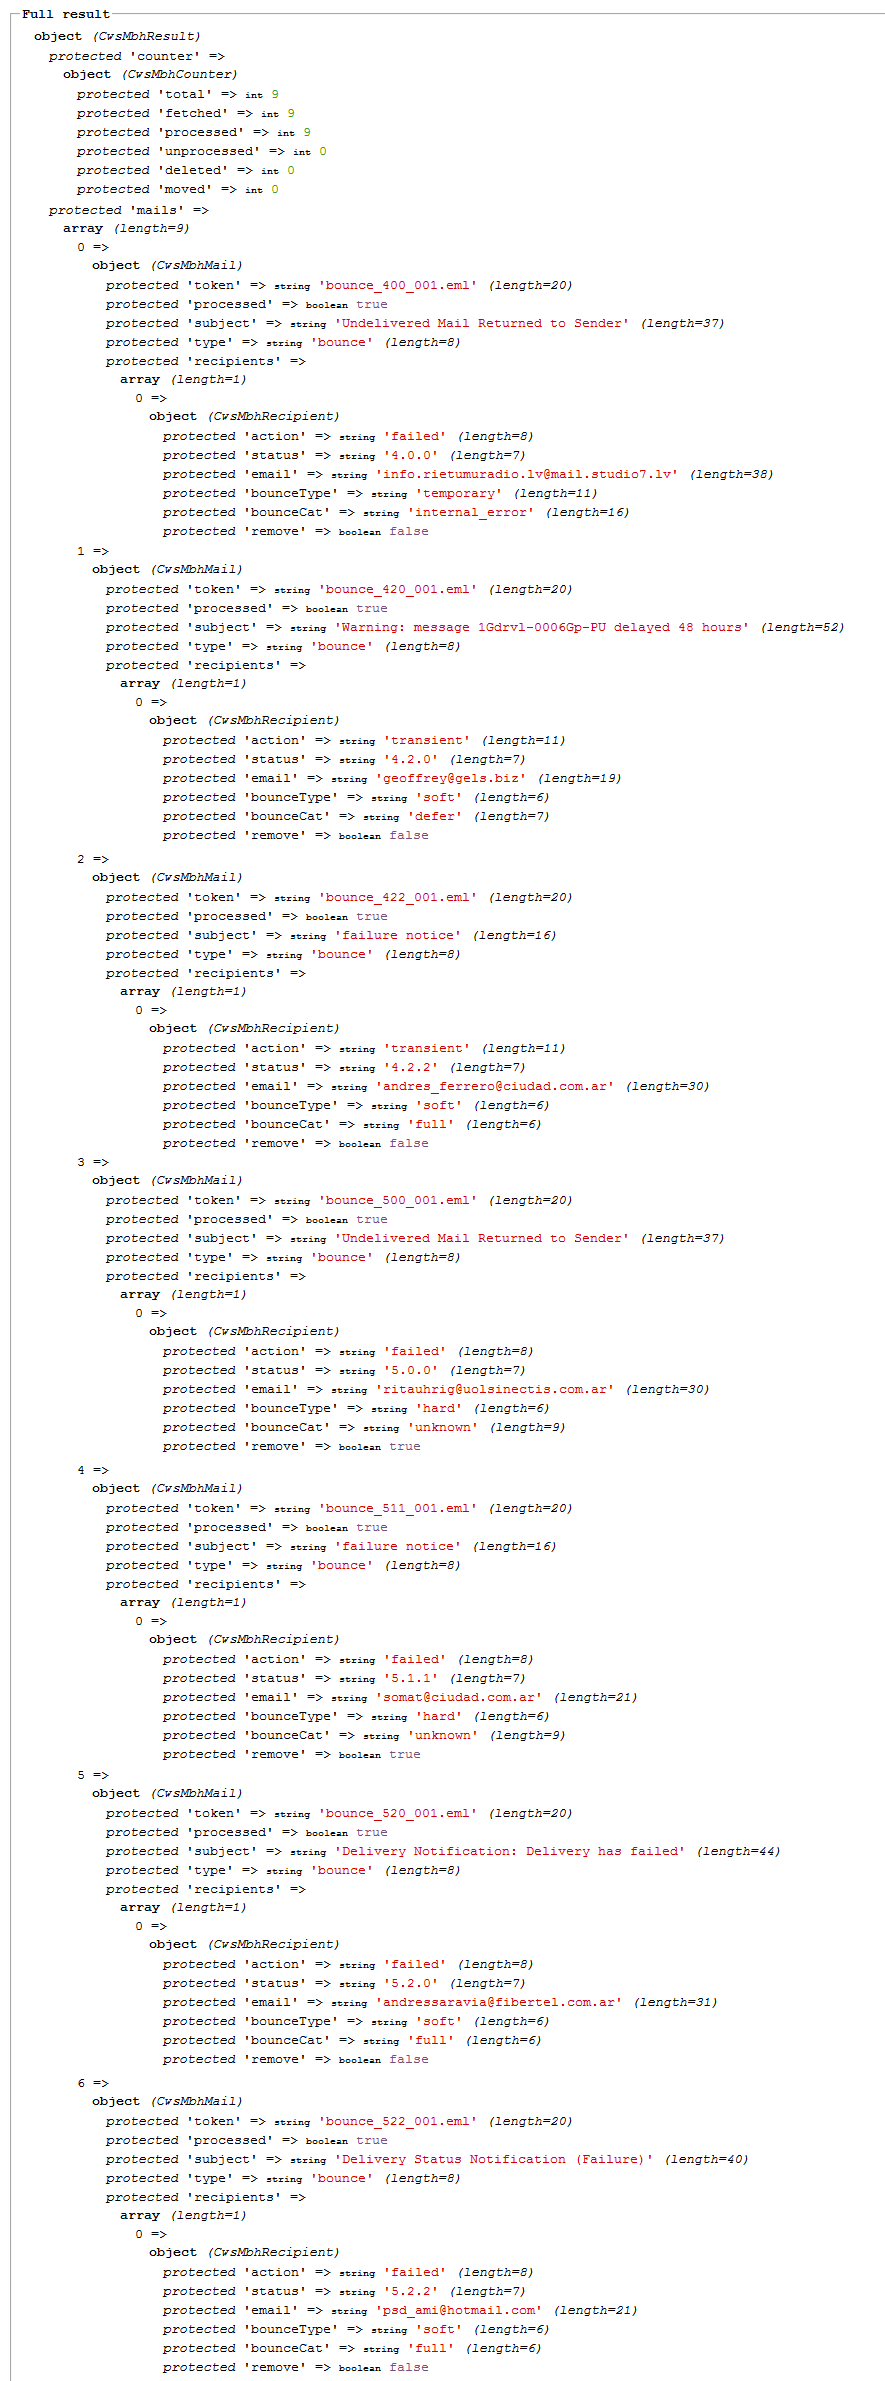 Full result
object (CwsMbhResult)
protected 'counter' =>
object (CwsMbhCounter)
protected 'total' => int 9
protected 'fetched' => int 9
protected 'processed' => int 9
protected 'unprocessed' => int 0
protected 'deleted' => int 0
protected 'moved' => int 0
protected 'mails' =>
array (length=9)
0 =>
object (CwsMbhMail)
protected 'token' => string 'bounce_400_001.eml' (length=20)
protected 'processed' => boolean true
protected 'subject' => string 'Undelivered Mail Returned to Sender' (length=37)
protected 'type' => string 'bounce' (length=8)
protected 'recipients' =>
array (length=1)
0 =>
object (CwsMbhRecipient)
protected 'action' => string 'failed' (length=8)
protected 'status' => string '4.0.0' (length=7)
protected 'email' => string 'info.rietumuradio.lv@mail.studio7.lv' (length=38)
protected 'bounceType' => string 'temporary' (length=11)
protected 'bounceCat' => string 'internal_error' (length=16)
protected 'remove' => boolean false
1 =>
object (CwsMbhMail)
protected 'token' => string 'bounce_420_001.eml' (length=20)
protected 'processed' => boolean true
protected 'subject' => string 'Warning: message 1Gdrvl-0006Gp-PU delayed 48 hours' (length=52)
protected 'type' => string 'bounce' (length=8)
protected 'recipients' =>
array (length=1)
0 =>
object (CwsMbhRecipient)
protected 'action' => string 'transient' (length=11)
protected 'status' => string '4.2.0' (length=7)
protected 'email' => string 'geoffrey@gels.biz' (length=19)
protected 'bounceType' => string 'soft' (length=6)
protected 'bounceCat' => string 'defer' (length=7)
protected 'remove' => boolean false
2 =>
object (CwsMbhMail)
protected 'token' => string 'bounce_422_001.eml' (length=20)
protected 'processed' => boolean true
protected 'subject' => string 'failure notice' (length=16)
protected 'type' => string 'bounce' (length=8)
protected 'recipients' =>
array (length=1)
0 =>
object (CwsMbhRecipient)
protected 'action' => string 'transient' (length=11)
protected 'status' => string '4.2.2' (length=7)
protected 'email' => string 'andres_ferrero@ciudad.com.ar' (length=30)
protected 'bounceType' => string 'soft' (length=6)
protected 'bounceCat' => string 'full' (length=6)
protected 'remove' => boolean false
3 =>
object (CwsMbhMail)
protected 'token' => string 'bounce_500_001.eml' (length=20)
protected 'processed' => boolean true
protected 'subject' => string 'Undelivered Mail Returned to Sender' (length=37)
protected 'type' => string 'bounce' (length=8)
protected 'recipients' =>
array (length=1)
0 =>
object (CwsMbhRecipient)
protected 'action' => string 'failed' (length=8)
protected 'status' => string '5.0.0' (length=7)
protected 'email' => string 'ritauhrig@uolsinectis.com.ar' (length=30)
protected 'bounceType' => string 'hard' (length=6)
protected 'bounceCat' => string 'unknown' (length=9)
protected 'remove' => boolean true
4 =>
object (CwsMbhMail)
protected 'token' => string 'bounce_511_001.eml' (length=20)
protected 'processed' => boolean true
protected 'subject' => string 'failure notice' (length=16)
protected 'type' => string 'bounce' (length=8)
protected 'recipients' =>
array (length=1)
0 =>
object (CwsMbhRecipient)
protected 'action' => string 'failed' (length=8)
protected 'status' => string '5.1.1' (length=7)
protected 'email' => string 'somat@ciudad.com.ar' (length=21)
protected 'bounceType' => string 'hard' (length=6)
protected 'bounceCat' => string 'unknown' (length=9)
protected 'remove' => boolean true
5 =>
object (CwsMbhMail)
protected 'token' => string 'bounce_520_001.eml' (length=20)
protected 'processed' => boolean true
protected 'subject' => string 'Delivery Notification: Delivery has failed' (length=44)
protected 'type' => string 'bounce' (length=8)
protected 'recipients' =>
array (length=1)
0 =>
object (CwsMbhRecipient)
protected 'action' => string 'failed' (length=8)
protected 'status' => string '5.2.0' (length=7)
protected 'email' => string 'andressaravia@fibertel.com.ar' (length=31)
protected 'bounceType' => string 'soft' (length=6)
protected 'bounceCat' => string 'full' (length=6)
protected 'remove' => boolean false
6 =>
object (CwsMbhMail)
protected 'token' => string 'bounce_522_001.eml' (length=20)
protected 'processed' => boolean true
protected 'subject' => string 'Delivery Status Notification (Failure)' (length=40)
protected 'type' => string 'bounce' (length=8)
protected 'recipients' =>
array (length=1)
0 =>
object (CwsMbhRecipient)
protected 'action' => string 'failed' (length=8)
protected 'status' => string '5.2.2' (length=7)
protected 'email' => string 'psd_ami@hotmail.com' (length=21)
protected 'bounceType' => string 'soft' (length=6)
protected 'bounceCat' => string 'full' (length=6)
protected 'remove' => boolean false